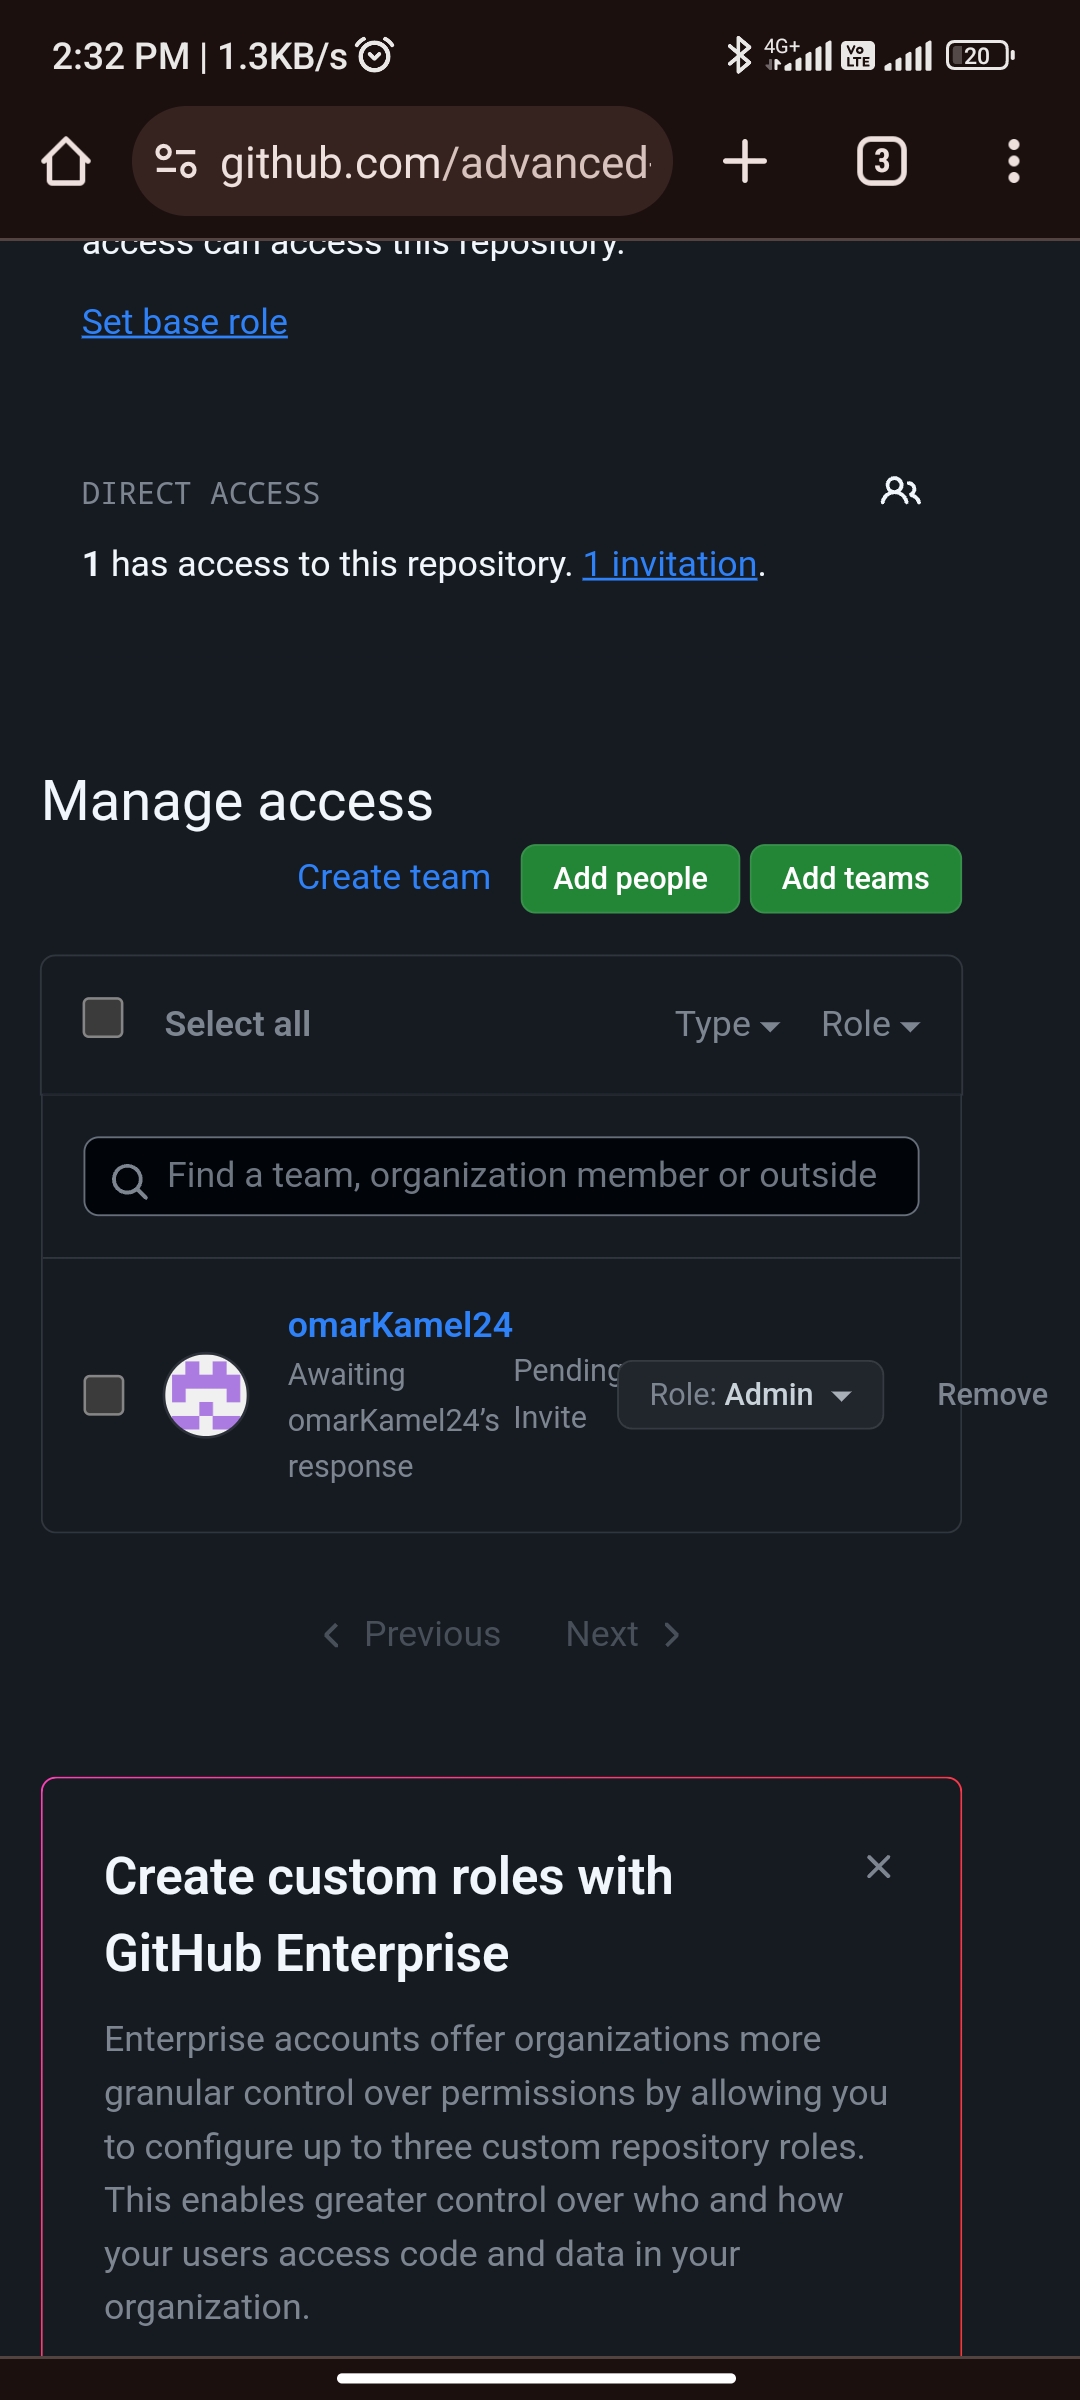 2:32 PM | 1.3KB/s
4G+
Vo LTE
20
github.com/advanced
3
access can access this repository.
Set base role
DIRECT ACCESS
1 has access to this repository. 1 invitation.
Manage access
Create team
Add people
Add teams
Select all
Type
Role
Find a team, organization member or outside
omarKamel24
Awaiting
omarKamel24’s
response
Pending
Invite
Role: Admin
Remove
Previous
Next
Create custom roles with
GitHub Enterprise
Enterprise accounts offer organizations more
granular control over permissions by allowing you
to configure up to three custom repository roles.
This enables greater control over who and how
your users access code and data in your
organization.